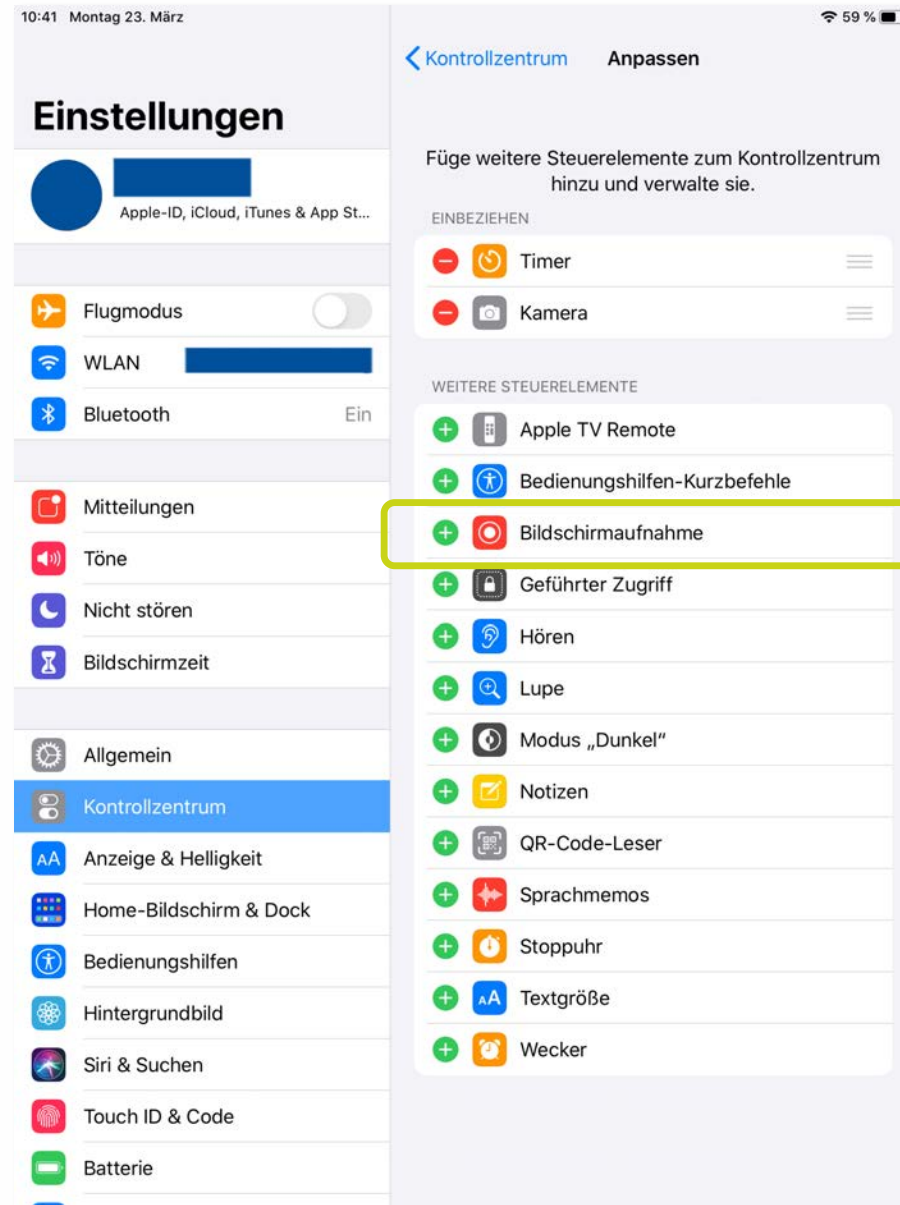 10:41 Montag 23. März
59 %
Einstellungen
Apple-ID, iCloud, iTunes & App St...
Flugmodus
WLAN
Bluetooth Ein
Mitteilungen
Töne
Nicht stören
Bildschirmzeit
Allgemein
Kontrollzentrum
AA Anzeige & Helligkeit
Home-Bildschirm & Dock
Bedienungshilfen
Hintergrundbild
Siri & Suchen
Touch ID & Code
Batterie
Kontrollzentrum Anpassen
Füge weitere Steuerelemente zum Kontrollzentrum
hinzu und verwalte sie.
EINBEZIEHEN
Timer
Kamera
WEITERE STEUERELEMENTE
Apple TV Remote
Bedienungshilfen-Kurzbefehle
Bildschirmaufnahme
Geführter Zugriff
Hören
Lupe
Modus „Dunkel“
Notizen
QR-Code-Leser
Sprachmemos
Stoppuhr
AA Textgröße
Wecker